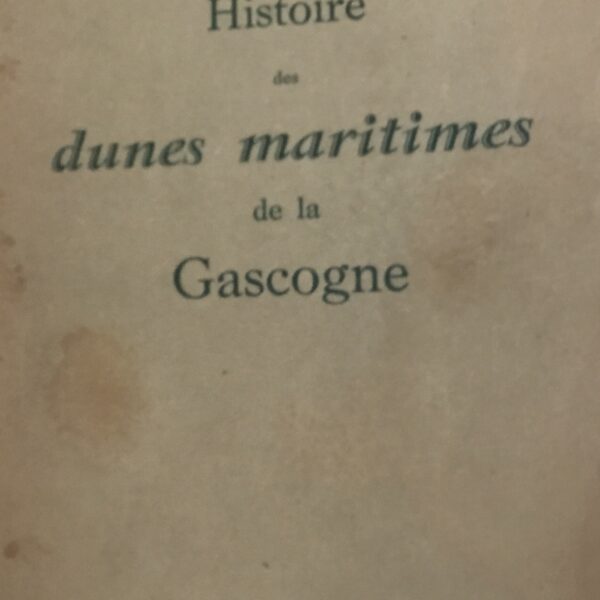 Histoire
des
dunes maritimes
de la
Gascogne